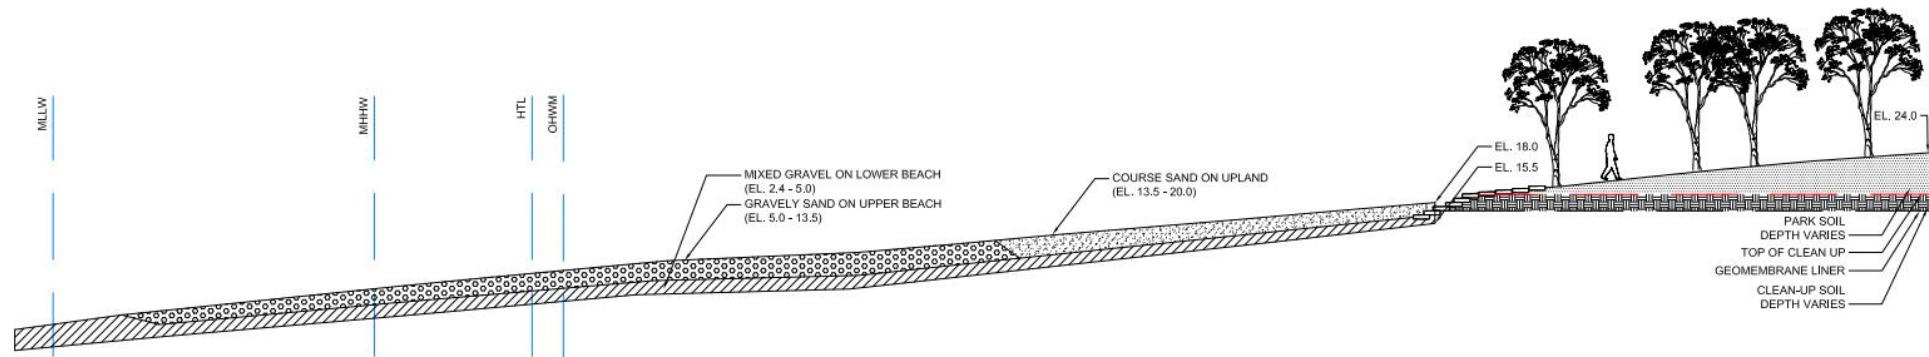 MLLW
MHHW
HTL
OHWM
MIXED GRAVEL ON LOWER BEACH
(EL. 2.4 - 5.0)
GRAVELY SAND ON UPPER BEACH
(EL. 5.0 - 13.5)
COURSE SAND ON UPLAND
(EL. 13.5 - 20.0)
EL. 18.0
EL. 15.5
EL. 24.0
PARK SOIL
DEPTH VARIES
TOP OF CLEAN UP
GEOMEMBRANE LINER
CLEAN-UP SOIL
DEPTH VARIES